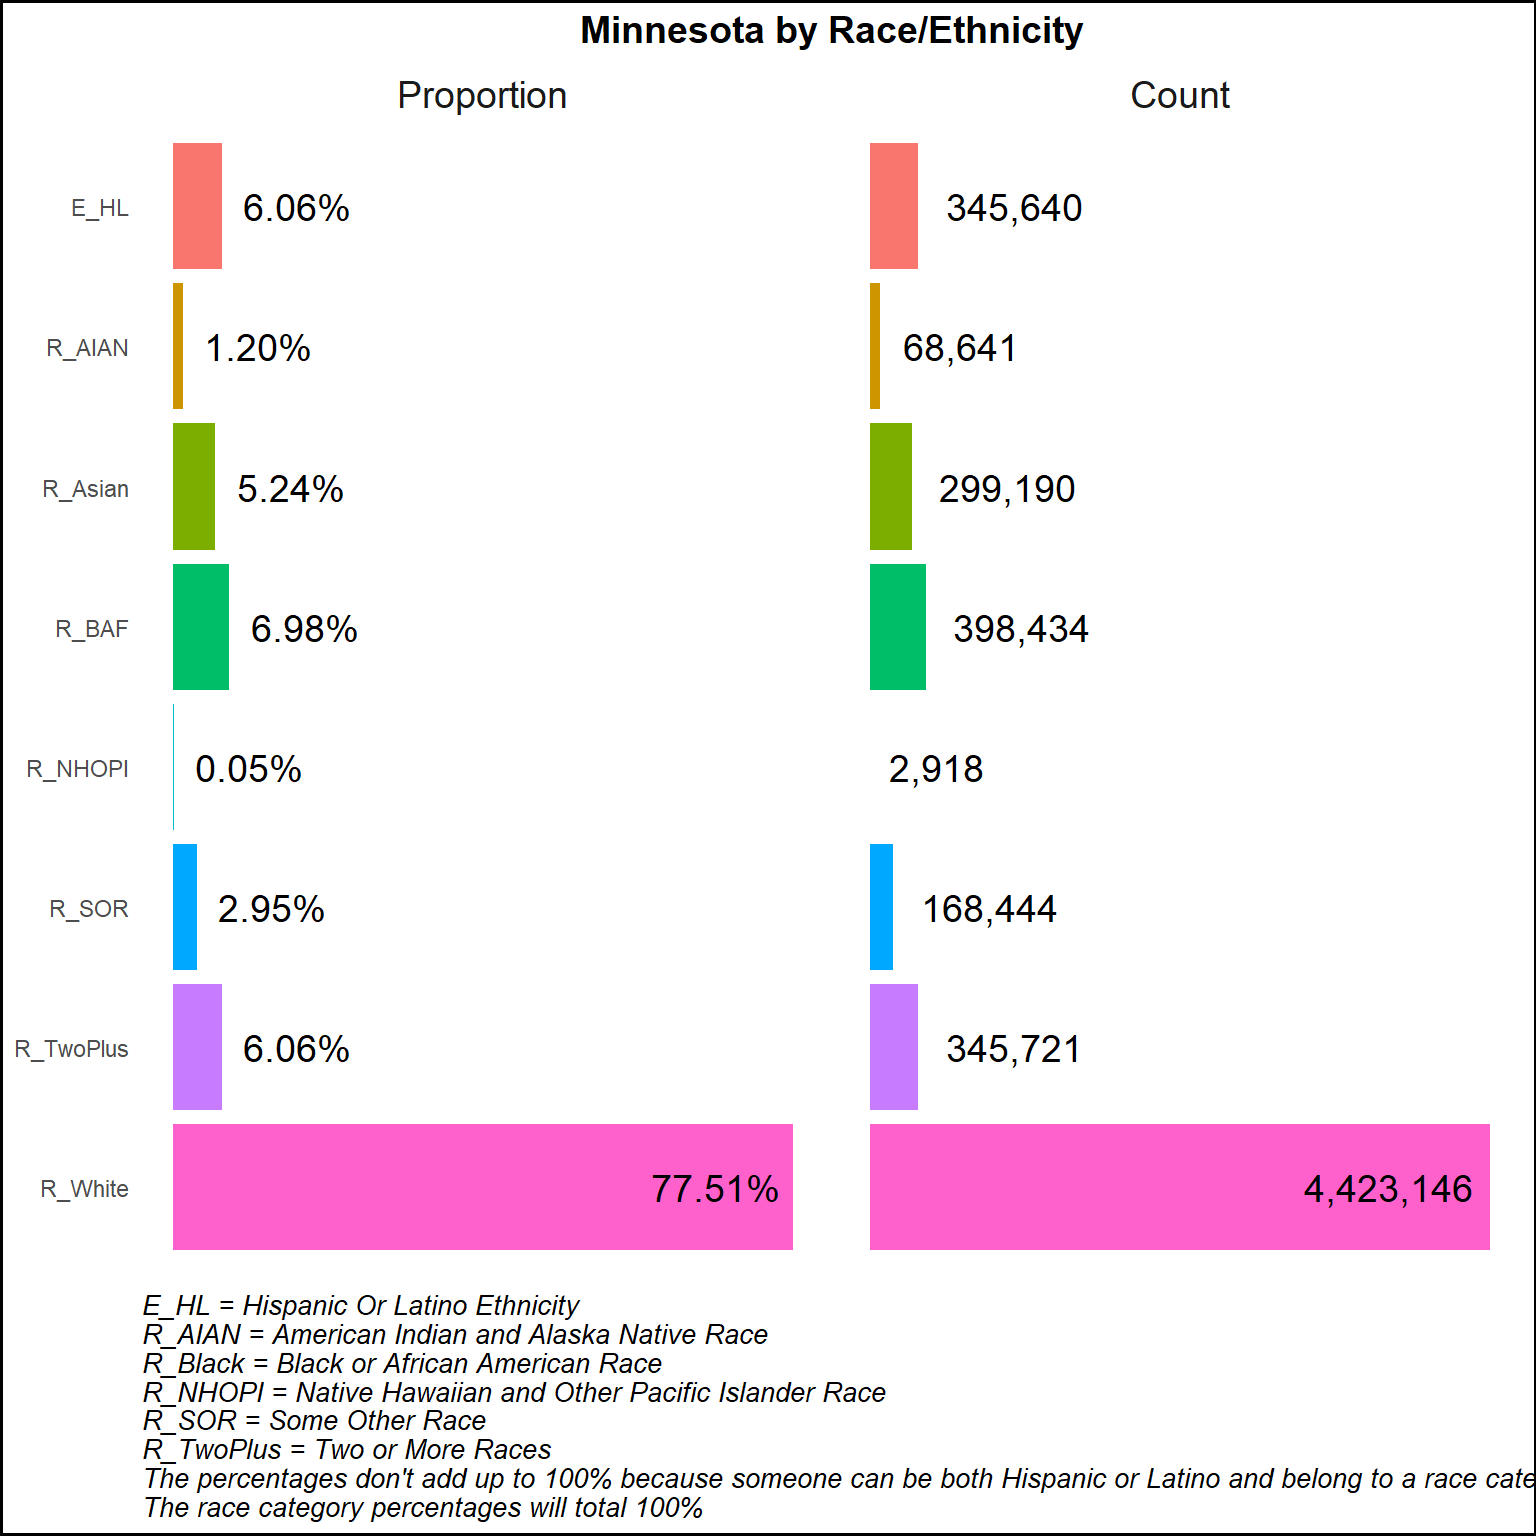 Minnesota by Race/Ethnicity
Proportion Count
E_HL 6.06% 345,640
R_AIAN 1.20% 68,641
R_Asian 5.24% 299,190
R_BAF 6.98% 398,434
R_NHOPI 0.05% 2,918
R_SOR 2.95% 168,444
R_TwoPlus 6.06% 345,721
R_White 77.51% 4,423,146
E_HL = Hispanic Or Latino Ethnicity
R_AIAN = American Indian and Alaska Native Race
R_Black = Black or African American Race
R_NHOPI = Native Hawaiian and Other Pacific Islander Race
R_SOR = Some Other Race
R_TwoPlus = Two or More Races
The percentages don't add up to 100% because someone can be both Hispanic or Latino and belong to a race cate
The race category percentages will total 100%